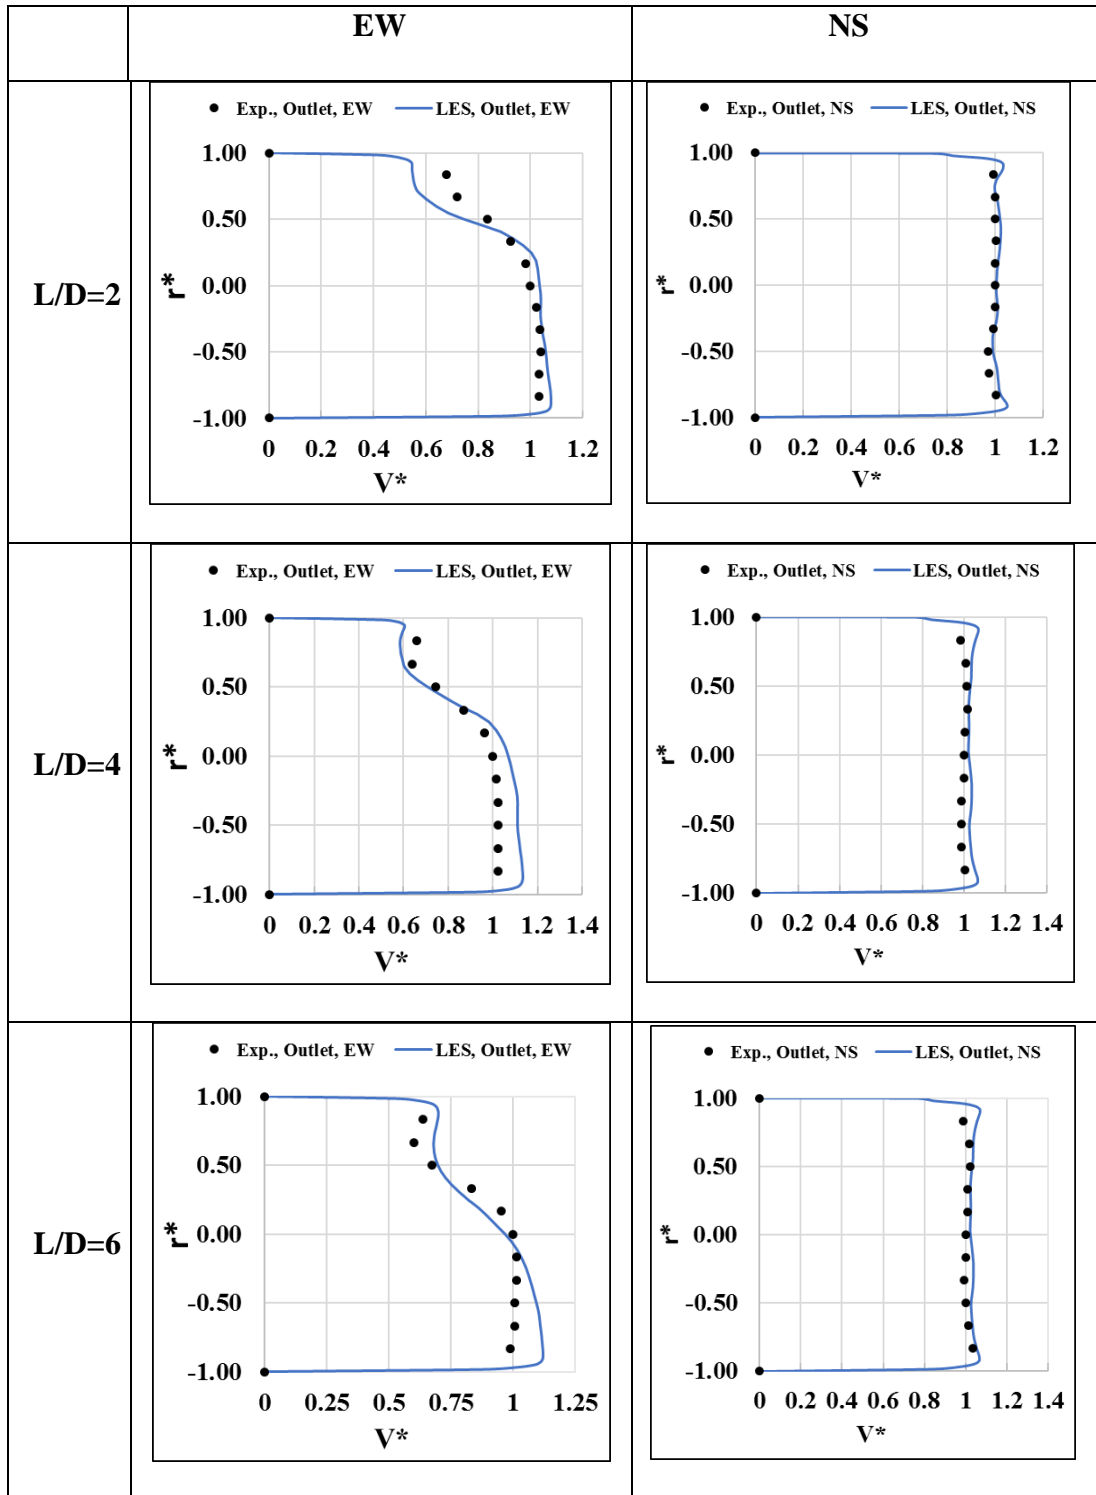 EW NS
L/D=2
Exp., Outlet, EW LES, Outlet, EW
1.00
0.50
0.00
-0.50
-1.00
r*
0 0.2 0.4 0.6 0.8 1 1.2
V*
Exp., Outlet, NS LES, Outlet, NS
1.00
0.50
0.00
-0.50
-1.00
r*
0 0.2 0.4 0.6 0.8 1 1.2
V*
L/D=4
Exp., Outlet, EW LES, Outlet, EW
1.00
0.50
0.00
-0.50
-1.00
r*
0 0.2 0.4 0.6 0.8 1 1.2 1.4
V*
Exp., Outlet, NS LES, Outlet, NS
1.00
0.50
0.00
-0.50
-1.00
r*
0 0.2 0.4 0.6 0.8 1 1.2 1.4
V*
L/D=6
Exp., Outlet, EW LES, Outlet, EW
1.00
0.50
0.00
-0.50
-1.00
r*
0 0.25 0.5 0.75 1 1.25
V*
Exp., Outlet, NS LES, Outlet, NS
1.00
0.50
0.00
-0.50
-1.00
r*
0 0.2 0.4 0.6 0.8 1 1.2 1.4
V*